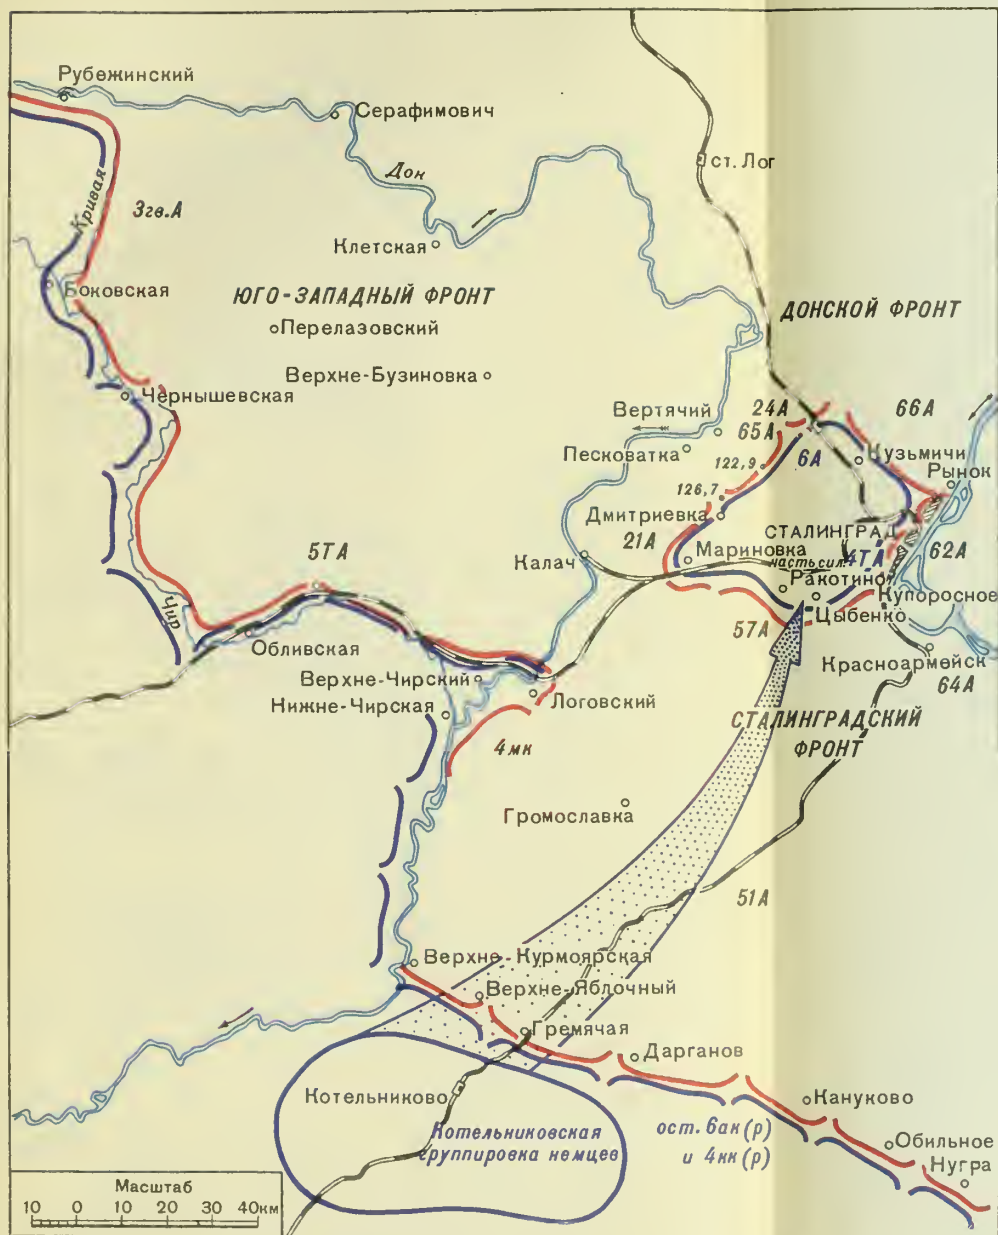 Рубежинский
Серафимович
Дон
ст. Лог
Кривая
3гв.А
Клетская
Боковская
ЮГО-ЗАПАДНЫЙ ФРОНТ
ДОНСКОЙ ФРОНТ
Перелазовский
Верхне-Бузиновка
Чернышевская
Вертячий
24А
66А
65А
Песковатка
6А
Кузьмичи
122,9
Рынок
126,7
Дмитриевка
СТАЛИНГРАД
21А
5ТА
Калач
Мариновка
часть сил
4ТА
62А
Ракотино
Купоросное
Чир
Цыбенко
57А
Обливская
Красноармейск
Верхне-Чирский
64А
Нижне-Чирская
Логовский
СТАЛИНГРАДСКИЙ
ФРОНТ
4мк
Громославка
51А
Верхне-Курмоярская
Верхне-Яблочный
Гремячая
Дарганов
Котельниково
Кануково
Котельниковская
группировка немцев
ост. 6ак (р)
и 4кк (р)
Обильное
Нугра
Масштаб
10 0 10 20 30 40км